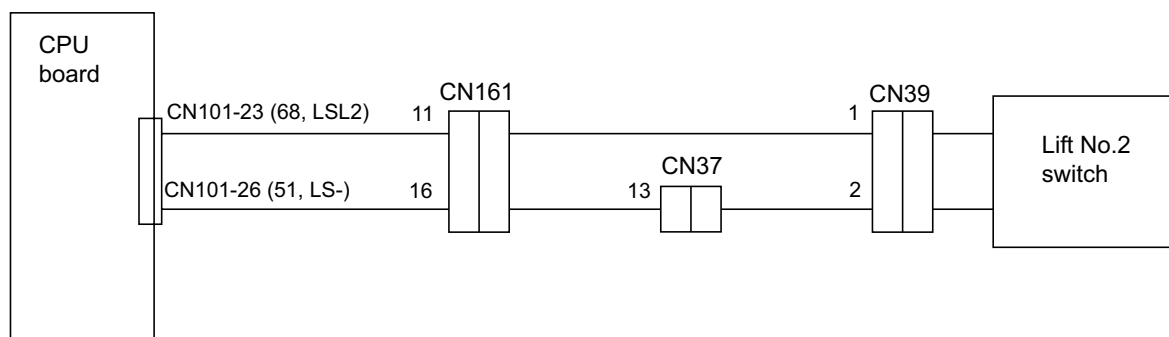 CPU
board
CN101-23 (68, LSL2)
11
CN161
1
CN39
Lift No.2
switch
CN37
CN101-26 (51, LS-)
16
13
2